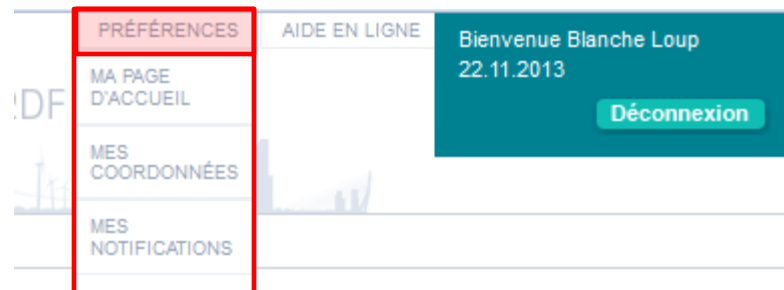 PRÉFÉRENCES
AIDE EN LIGNE
Bienvenue Blanche Loup
22.11.2013
Déconnexion
MA PAGE
D'ACCUEIL
MES
COORDONNÉES
MES
NOTIFICATIONS